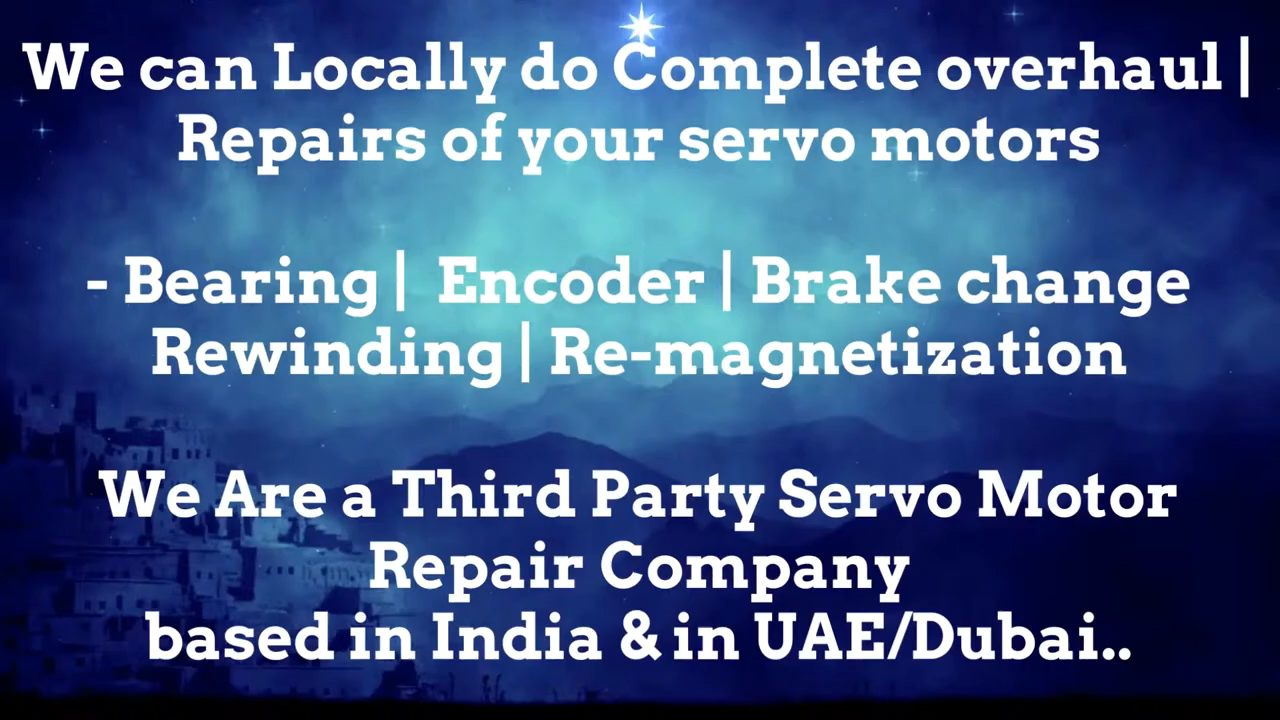 We can Locally do Complete overhaul |
Repairs of your servo motors
- Bearing | Encoder | Brake change
Rewinding | Re-magnetization
We Are a Third Party Servo Motor
Repair Company
based in India & in UAE/Dubai..